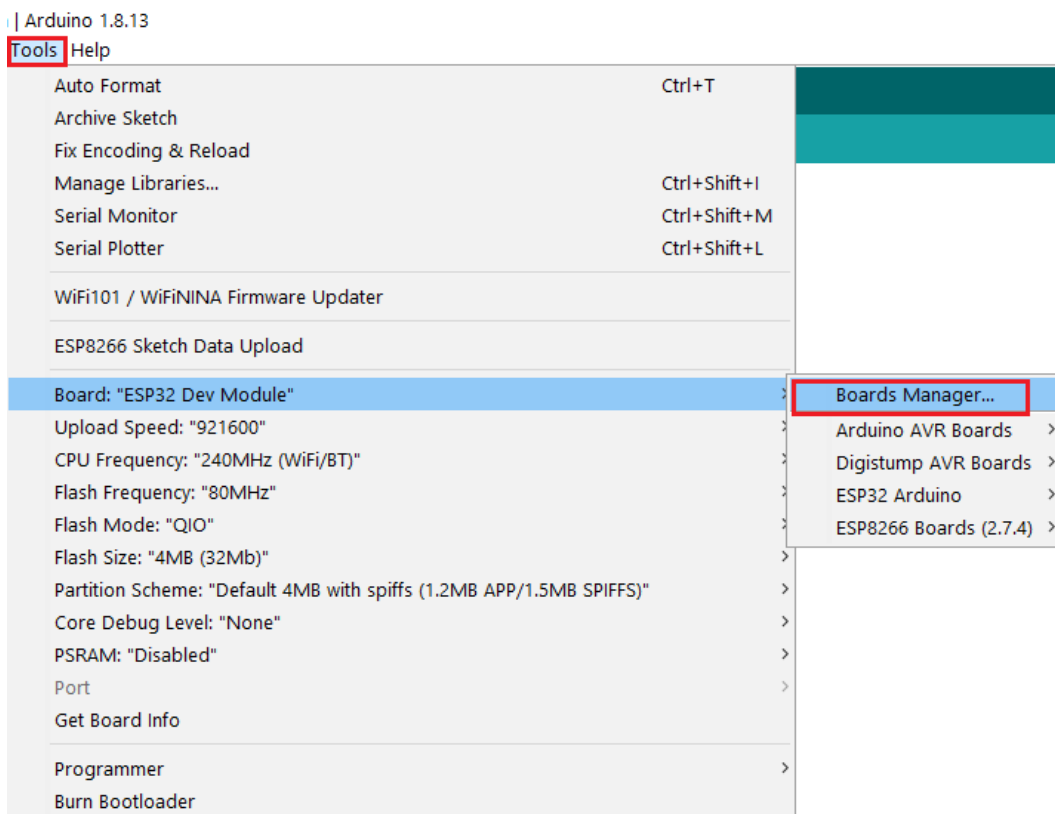 | Arduino 1.8.13
Tools Help
Auto Format Ctrl+T
Archive Sketch
Fix Encoding & Reload
Manage Libraries... Ctrl+Shift+I
Serial Monitor Ctrl+Shift+M
Serial Plotter Ctrl+Shift+L
WiFi101 / WiFiNINA Firmware Updater
ESP8266 Sketch Data Upload
Board: "ESP32 Dev Module"
Upload Speed: "921600"
CPU Frequency: "240MHz (WiFi/BT)"
Flash Frequency: "80MHz"
Flash Mode: "QIO"
Flash Size: "4MB (32Mb)"
Partition Scheme: "Default 4MB with spiffs (1.2MB APP/1.5MB SPIFFS)"
Core Debug Level: "None"
PSRAM: "Disabled"
Port
Get Board Info
Programmer
Burn Bootloader
Boards Manager...
Arduino AVR Boards
Digistump AVR Boards
ESP32 Arduino
ESP8266 Boards (2.7.4)